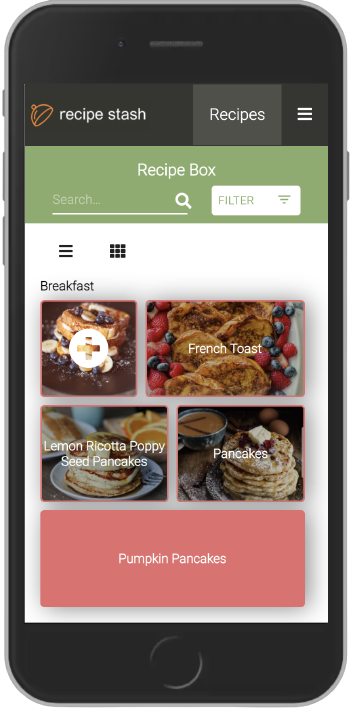 recipe stash
Recipes
Recipe Box
Search...
FILTER
Breakfast
French Toast
Lemon Ricotta Poppy
Seed Pancakes
Pancakes
Pumpkin Pancakes